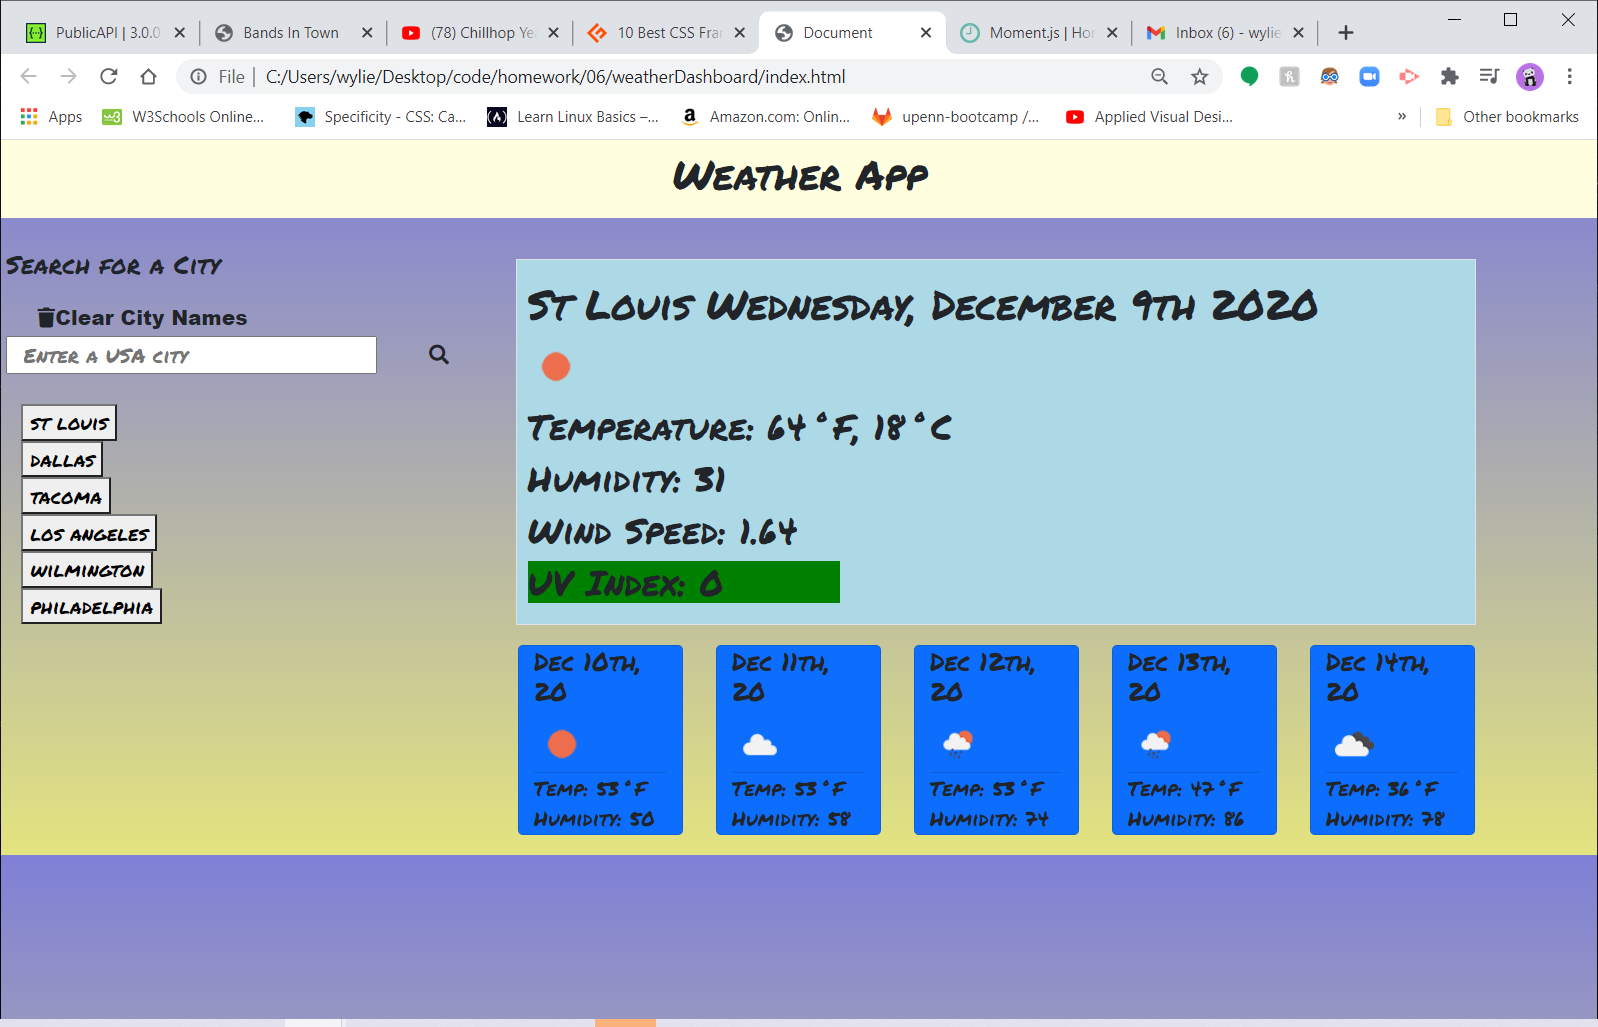 PublicAPI | 3.0.0
Bands In Town
(78) Chillhop Ye
10 Best CSS Fra
Document
Moment.js | Ho
Inbox (6) - wylie
File | C:/Users/wylie/Desktop/code/homework/06/weatherDashboard/index.html
Apps
W3Schools Online...
Specificity - CSS: Ca...
Learn Linux Basics –...
Amazon.com: Onlin...
upenn-bootcamp /...
Applied Visual Desi...
»
Other bookmarks
Weather App
Search for a City
Clear City Names
Enter a USA city
St Louis
Dallas
Tacoma
Los Angeles
Wilmington
Philadelphia
St Louis Wednesday, December 9th 2020
Temperature: 64°F, 18°C
Humidity: 31
Wind Speed: 1.64
UV Index: 0
Dec 10th,
20
Temp: 53°F
Humidity: 50
Dec 11th,
20
Temp: 53°F
Humidity: 58
Dec 12th,
20
Temp: 53°F
Humidity: 74
Dec 13th,
20
Temp: 47°F
Humidity: 86
Dec 14th,
20
Temp: 36°F
Humidity: 78